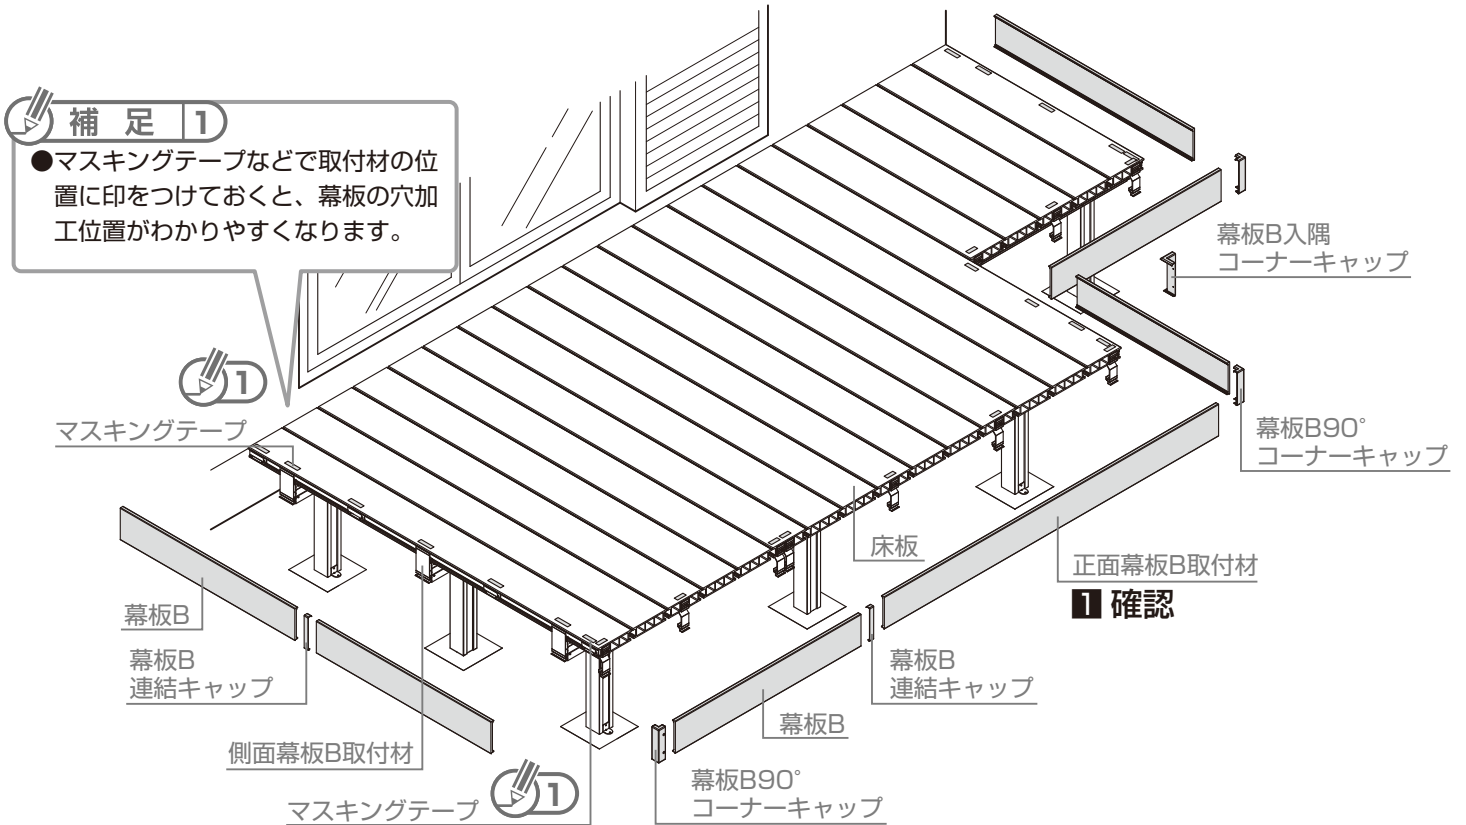 補足 1
●マスキングテープなどで取付材の位
置に印をつけておくと、幕板の穴加
工位置がわかりやすくなります。
1
マスキングテープ
幕板B入隅
コーナーキャップ
幕板B90°
コーナーキャップ
床板
正面幕板B取付材
1 確認
幕板B
幕板B
連結キャップ
幕板B
連結キャップ
幕板B
側面幕板B取付材
マスキングテープ
1
幕板B90°
コーナーキャップ